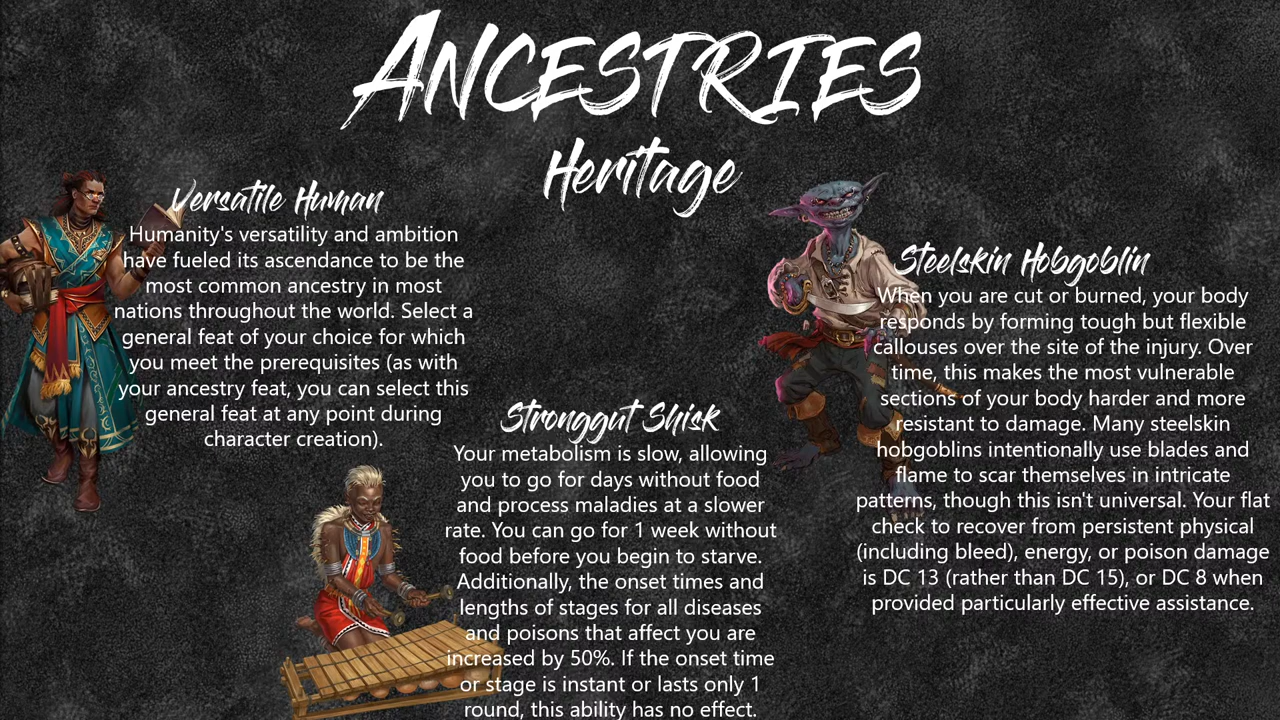 ANCESTRIES
Heritage
Versatile Human
Humanity's versatility and ambition
have fueled its ascendance to be the
most common ancestry in most
nations throughout the world. Select a
general feat of your choice for which
you meet the prerequisites (as with
your ancestry feat, you can select this
general feat at any point during
character creation).
Stronggut Shisk
Your metabolism is slow, allowing
you to go for days without food
and process maladies at a slower
rate. You can go for 1 week without
food before you begin to starve.
Additionally, the onset times and
lengths of stages for all diseases
and poisons that affect you are
increased by 50%. If the onset time
or stage is instant or lasts only 1
round, this ability has no effect.
Steelskin Hobgoblin
When you are cut or burned, your body
responds by forming tough but flexible
callouses over the site of the injury. Over
time, this makes the most vulnerable
sections of your body harder and more
resistant to damage. Many steelskin
hobgoblins intentionally use blades and
flame to scar themselves in intricate
patterns, though this isn't universal. Your flat
check to recover from persistent physical
(including bleed), energy, or poison damage
is DC 13 (rather than DC 15), or DC 8 when
provided particularly effective assistance.